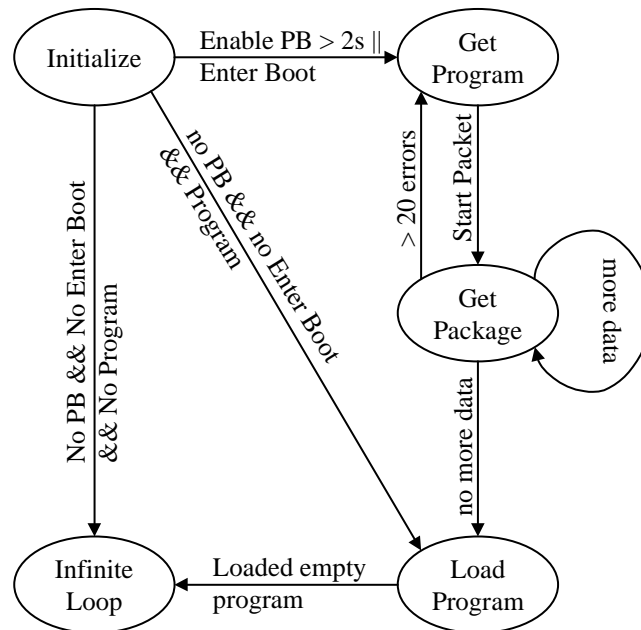 Initialize
Enable PB > 2s ||
Enter Boot
Get
Program
no PB && no Enter Boot
&& Program
No PB && No Enter Boot
&& No Program
> 20 errors
Start Packet
Get
Package
more data
no more data
Infinite
Loop
Loaded empty
program
Load
Program